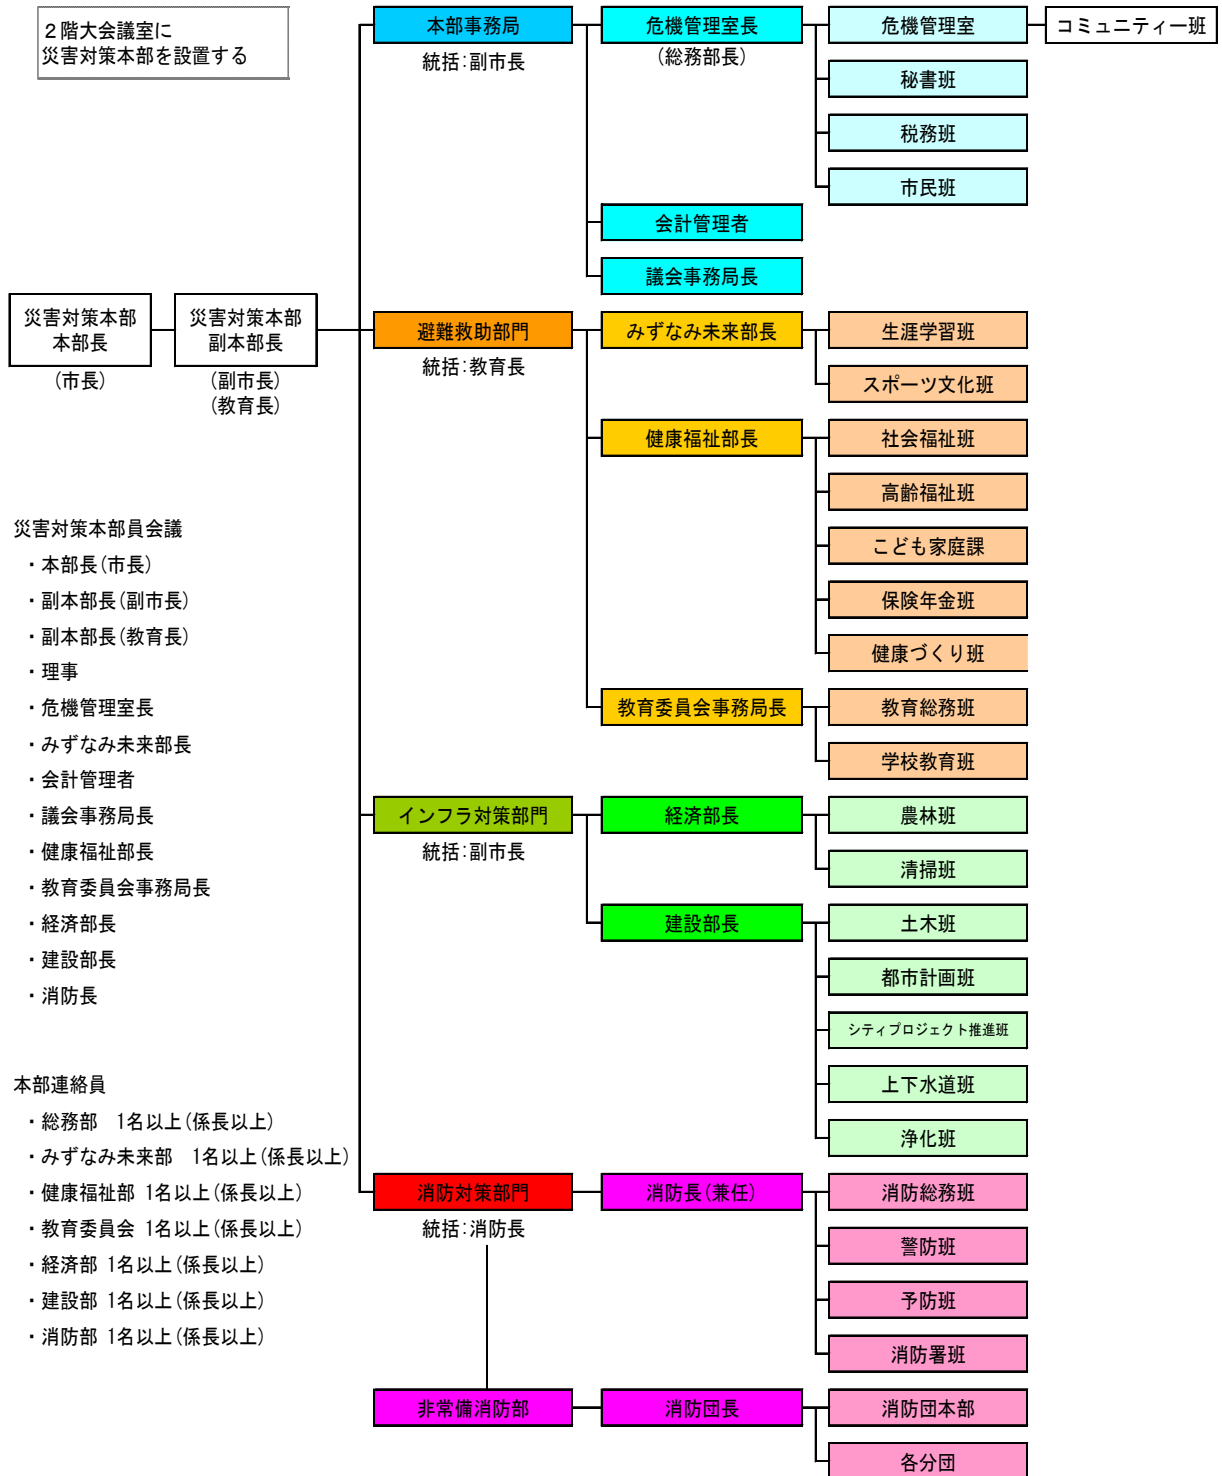 ２階大会議室に
災害対策本部を設置する
災害対策本部
本部長
(市長)
災害対策本部
副本部長
(副市長)
(教育長)
本部事務局
統括:副市長
危機管理室長
(総務部長)
危機管理室
コミュニティー班
秘書班
税務班
市民班
会計管理者
議会事務局長
避難救助部門
統括:教育長
みずなみ未来部長
生涯学習班
スポーツ文化班
健康福祉部長
社会福祉班
高齢福祉班
こども家庭課
保険年金班
健康づくり班
教育委員会事務局長
教育総務班
学校教育班
インフラ対策部門
統括:副市長
経済部長
農林班
清掃班
建設部長
土木班
都市計画班
シティプロジェクト推進班
上下水道班
浄化班
消防対策部門
統括:消防長
消防長(兼任)
消防総務班
警防班
予防班
消防署班
非常備消防部
消防団長
消防団本部
各分団
災害対策本部員会議
・本部長(市長)
・副本部長(副市長)
・副本部長(教育長)
・理事
・危機管理室長
・みずなみ未来部長
・会計管理者
・議会事務局長
・健康福祉部長
・教育委員会事務局長
・経済部長
・建設部長
・消防長
本部連絡員
・総務部　1名以上(係長以上)
・みずなみ未来部　1名以上(係長以上)
・健康福祉部 1名以上(係長以上)
・教育委員会 1名以上(係長以上)
・経済部 1名以上(係長以上)
・建設部 1名以上(係長以上)
・消防部 1名以上(係長以上)